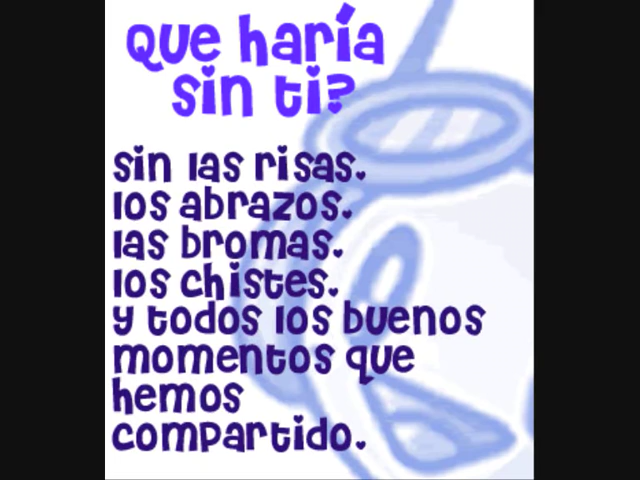 Que haría
sin ti?
sin las risas.
los abrazos.
las bromas.
los chistes.
y todos los buenos
momentos que
hemos
compartido.